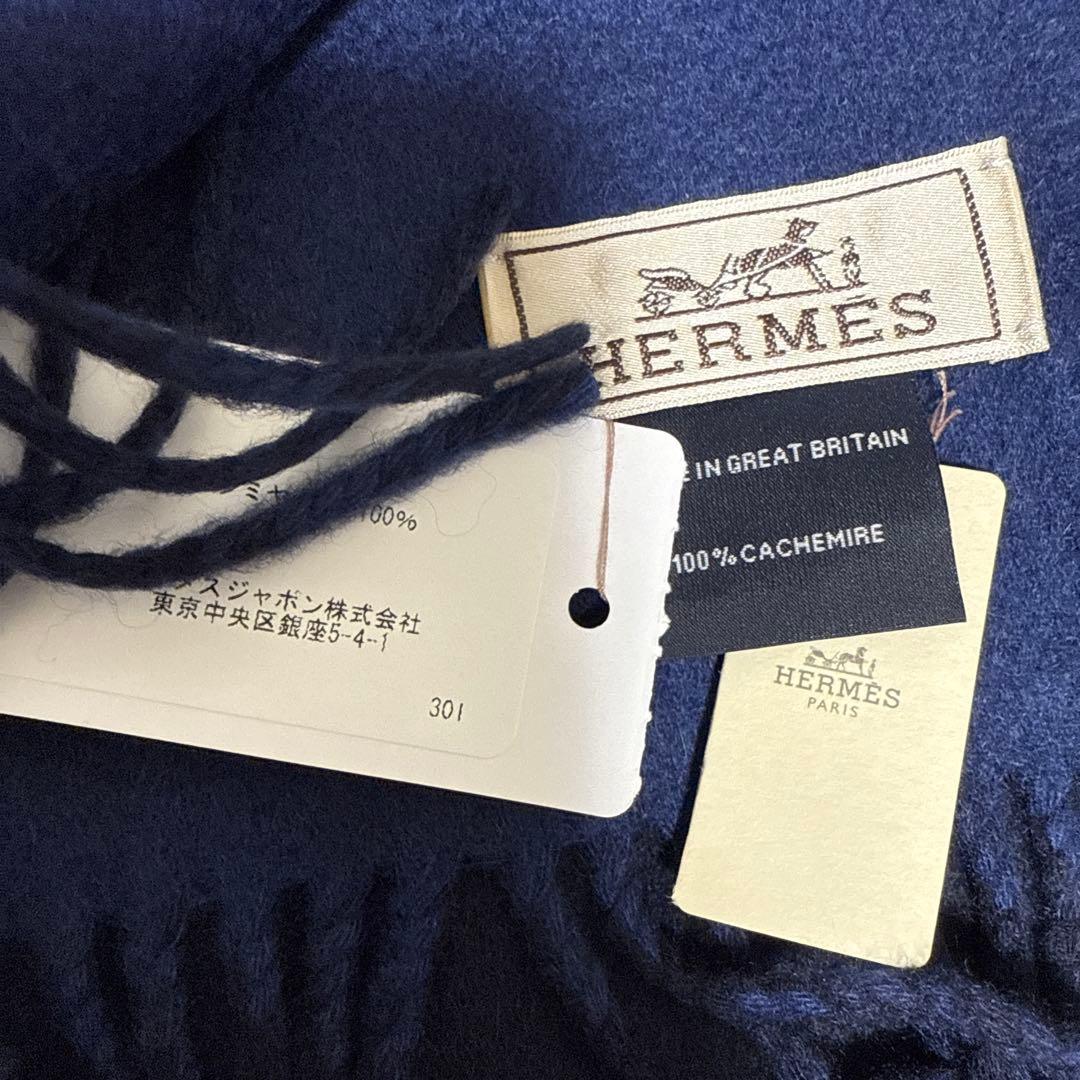 HERMÈS
IN GREAT BRITAIN
100% CACHEMIRE
100%
スジャポン株式会社
東京中央区銀座5-4-1
301
HERMÈS
PARIS